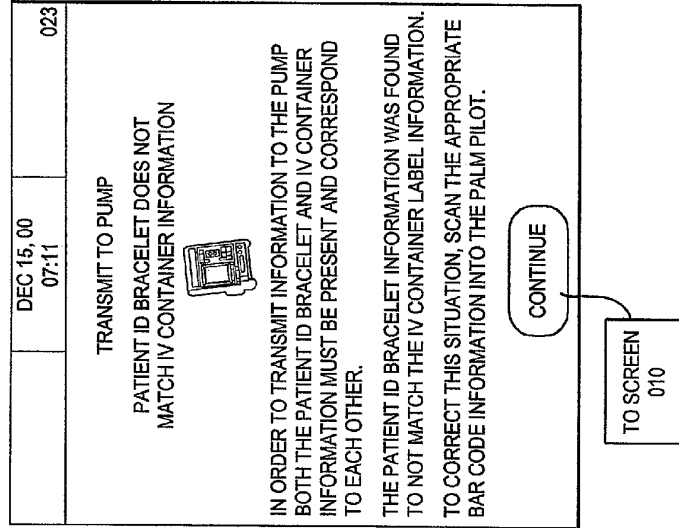 DEC 15, 00
07:11
023
TRANSMIT TO PUMP
PATIENT ID BRACELET DOES NOT
MATCH IV CONTAINER INFORMATION
IN ORDER TO TRANSMIT INFORMATION TO THE PUMP
BOTH THE PATIENT ID BRACELET AND IV CONTAINER
INFORMATION MUST BE PRESENT AND CORRESPOND
TO EACH OTHER.
THE PATIENT ID BRACELET INFORMATION WAS FOUND
TO NOT MATCH THE IV CONTAINER LABEL INFORMATION.
TO CORRECT THIS SITUATION, SCAN THE APPROPRIATE
BAR CODE INFORMATION INTO THE PALM PILOT.
CONTINUE
TO SCREEN
010